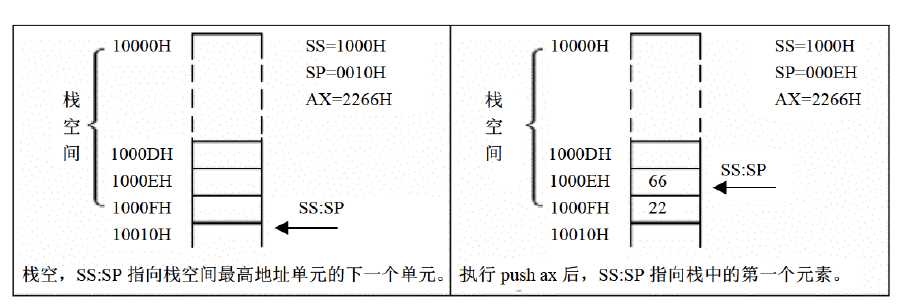 10000H
SS=1000H
SP=0010H
AX=2266H
栈
空
间
1000DH
1000EH
1000FH
SS:SP
10010H
栈空，SS:SP 指向栈空间最高地址单元的下一个单元。
10000H
SS=1000H
SP=000EH
AX=2266H
栈
空
间
1000DH
SS:SP
1000EH 66
1000FH 22
10010H
执行 push ax 后，SS:SP 指向栈中的第一个元素。